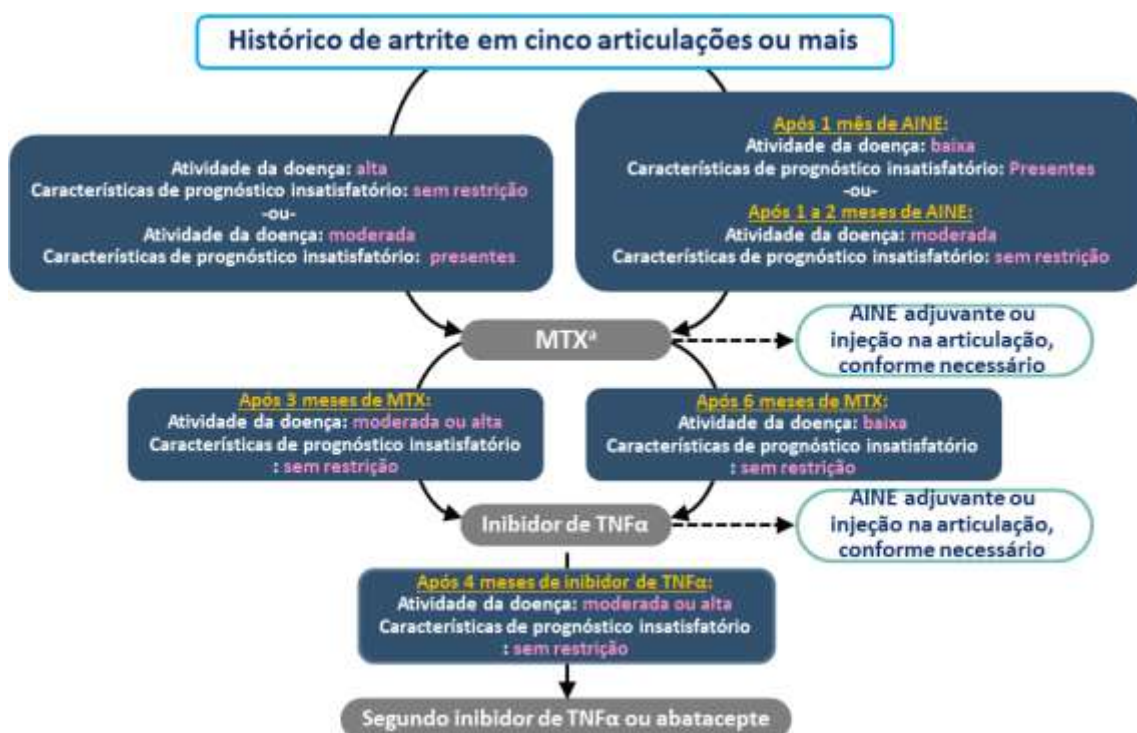 Histórico de artrite em cinco articulações ou mais
Atividade da doença: alta
Características de prognóstico insatisfatório: sem restrição
-ou-
Atividade da doença: moderada
Características de prognóstico insatisfatório: presentes
Após 1 mês de AINE:
Atividade da doença: baixa
Características de prognóstico insatisfatório: Presentes
-ou-
Após 1 a 2 meses de AINE:
Atividade da doença: moderada
Características de prognóstico insatisfatório: sem restrição
MTXª
AINE adjuvante ou
injeção na articulação,
conforme necessário
Após 3 meses de MTX:
Atividade da doença: moderada ou alta
Características de prognóstico insatisfatório
: sem restrição
Após 6 meses de MTX:
Atividade da doença: baixa
Características de prognóstico insatisfatório
: sem restrição
Inibidor de TNFα
AINE adjuvante ou
injeção na articulação,
conforme necessário
Após 4 meses de inibidor de TNFα:
Atividade da doença: moderada ou alta
Características de prognóstico insatisfatório
: sem restrição
Segundo inibidor de TNFα ou abatacepte